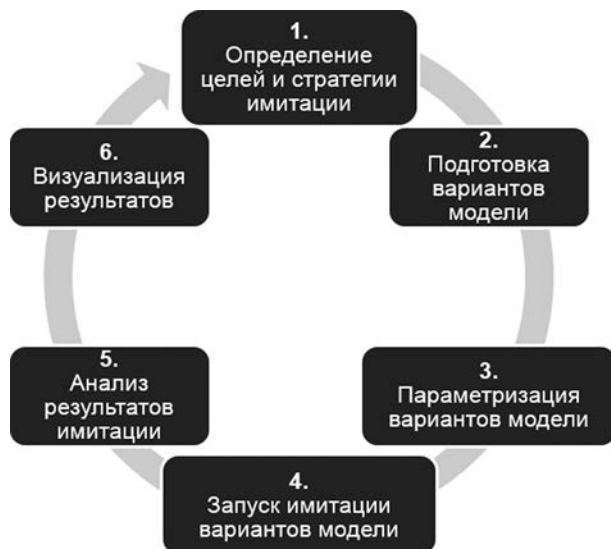 1.
Определение
целей и стратегии
имитации
2.
Подготовка
вариантов
модели
3.
Параметризация
вариантов модели
4.
Запуск имитации
вариантов модели
5.
Анализ
результатов
имитации
6.
Визуализация
результатов